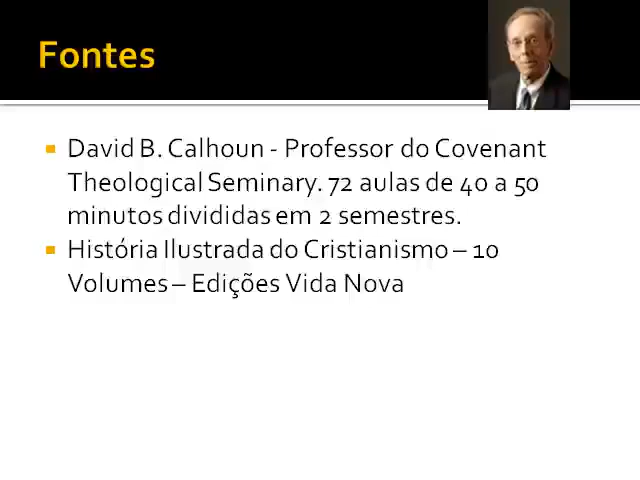 Fontes
David B. Calhoun - Professor do Covenant
Theological Seminary. 72 aulas de 40 a 50
minutos divididas em 2 semestres.
História Ilustrada do Cristianismo – 10
Volumes – Edições Vida Nova